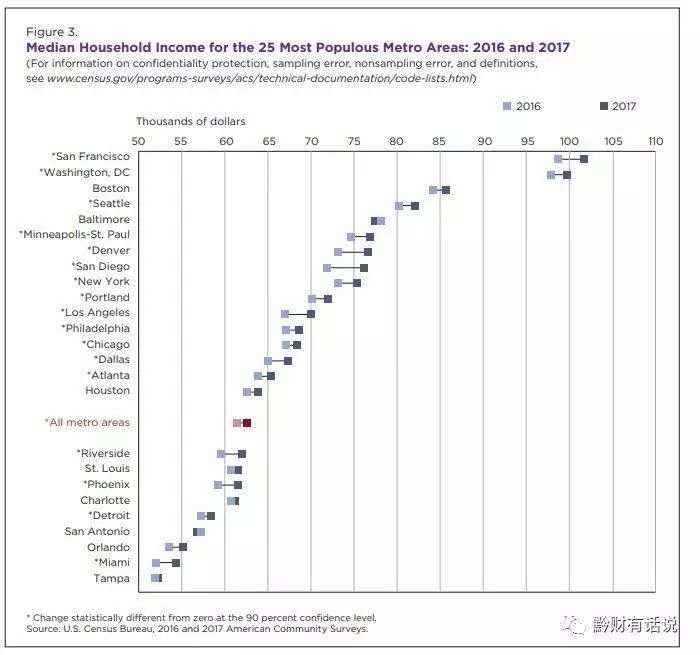 Figure 3.
Median Household Income for the 25 Most Populous Metro Areas: 2016 and 2017
(For information on confidentiality protection, sampling error, nonsampling error, and definitions,
see www.census.gov/programs-surveys/acs/technical-documentation/code-lists.html)
2016 2017
Thousands of dollars
50 55 60 65 70 75 80 85 90 95 100 105 110
*San Francisco
*Washington, DC
Boston
*Seattle
Baltimore
*Minneapolis-St. Paul
*Denver
*San Diego
*New York
*Portland
*Los Angeles
*Philadelphia
*Chicago
*Dallas
*Atlanta
Houston
*All metro areas
*Riverside
St. Louis
*Phoenix
Charlotte
*Detroit
San Antonio
Orlando
*Miami
Tampa
* Change statistically different from zero at the 90 percent confidence level.
Source: U.S. Census Bureau, 2016 and 2017 American Community Surveys.
黔财有话说